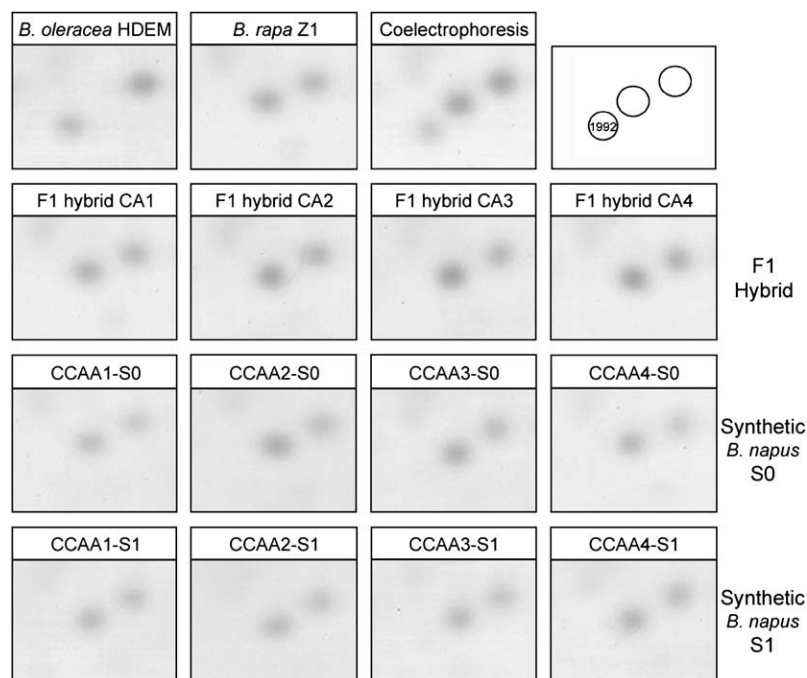 B. oleracea HDEM
B. rapa Z1
Coelectrophoresis
1992
F1 hybrid CA1
F1 hybrid CA2
F1 hybrid CA3
F1 hybrid CA4
F1
Hybrid
CCAA1-S0
CCAA2-S0
CCAA3-S0
CCAA4-S0
Synthetic
B. napus
S0
CCAA1-S1
CCAA2-S1
CCAA3-S1
CCAA4-S1
Synthetic
B. napus
S1